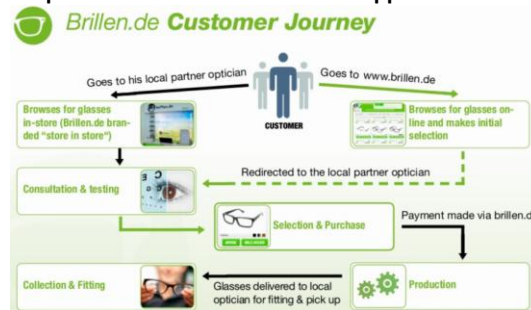 Brillen.de Customer Journey
Goes to his local partner optician
Goes to www.brillen.de
Browses for glasses
in-store (Brillen.de bran-
ded "store in store")
CUSTOMER
Browses for glasses on-
line and makes initial
selection
Redirected to the local partner optician
Consultation & testing
Selection & Purchase
Payment made via brillen.d
Collection & Fitting
Glasses delivered to local
optician for fitting & pick up
Production